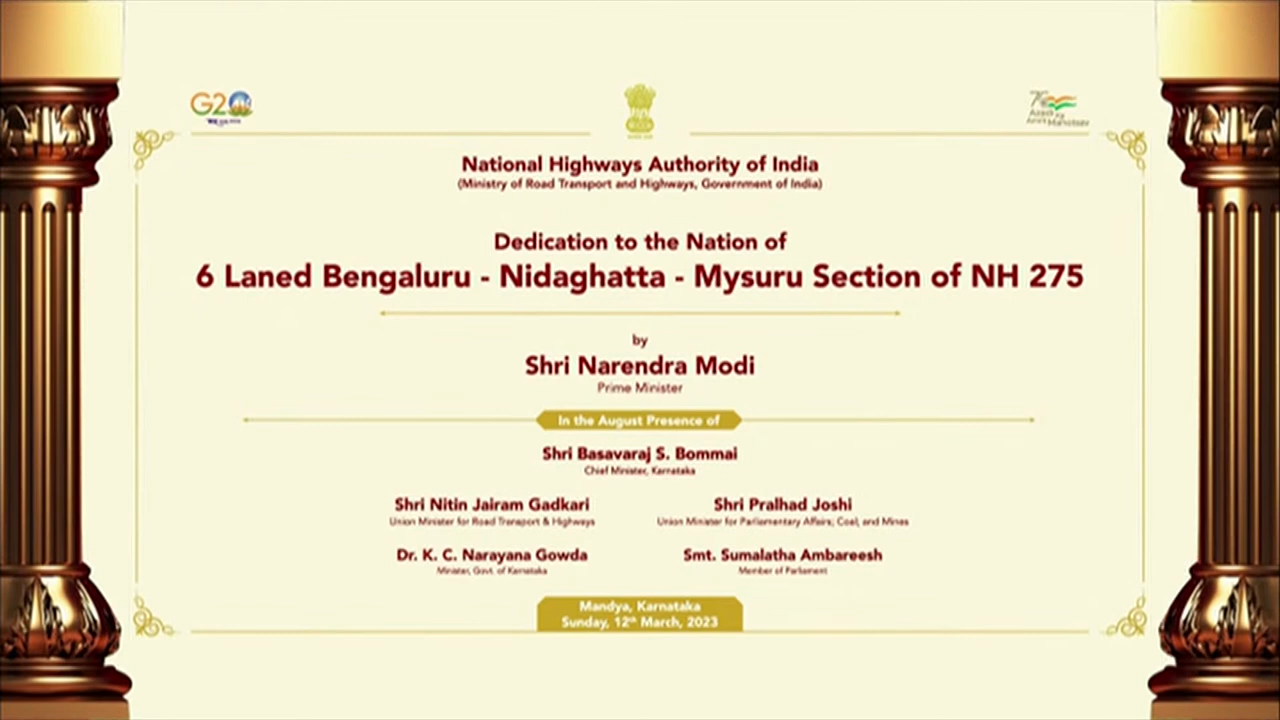 G20
National Highways Authority of India
(Ministry of Road Transport and Highways, Government of India)
Dedication to the Nation of
6 Laned Bengaluru - Nidaghatta - Mysuru Section of NH 275
by
Shri Narendra Modi
Prime Minister
In the August Presence of
Shri Basavaraj S. Bommai
Chief Minister, Karnataka
Shri Nitin Jairam Gadkari
Union Minister for Road Transport & Highways
Shri Pralhad Joshi
Union Minister for Parliamentary Affairs; Coal; and Mines
Dr. K. C. Narayana Gowda
Minister, Govt. of Karnataka
Smt. Sumalatha Ambareesh
Member of Parliament
Mandya, Karnataka
Sunday, 12th March, 2023